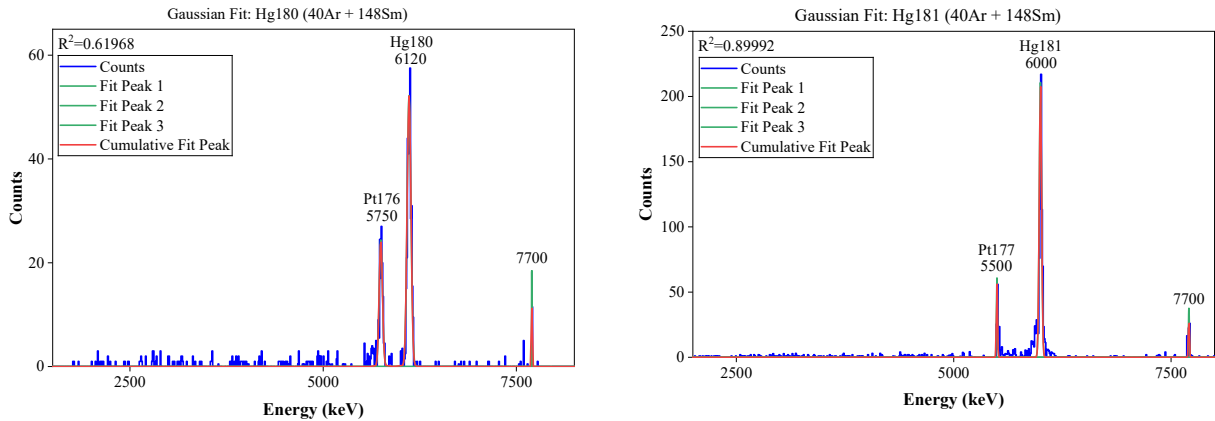 Gaussian Fit: Hg180 (40Ar + 148Sm)
R²=0.61968
Counts
Fit Peak 1
Fit Peak 2
Fit Peak 3
Cumulative Fit Peak
Hg180
6120
Pt176
5750
7700
60
40
20
0
Counts
2500
5000
7500
Energy (keV)
Gaussian Fit: Hg181 (40Ar + 148Sm)
R²=0.89992
Counts
Fit Peak 1
Fit Peak 2
Fit Peak 3
Cumulative Fit Peak
Hg181
6000
Pt177
5500
7700
250
200
150
100
50
0
Counts
2500
5000
7500
Energy (keV)